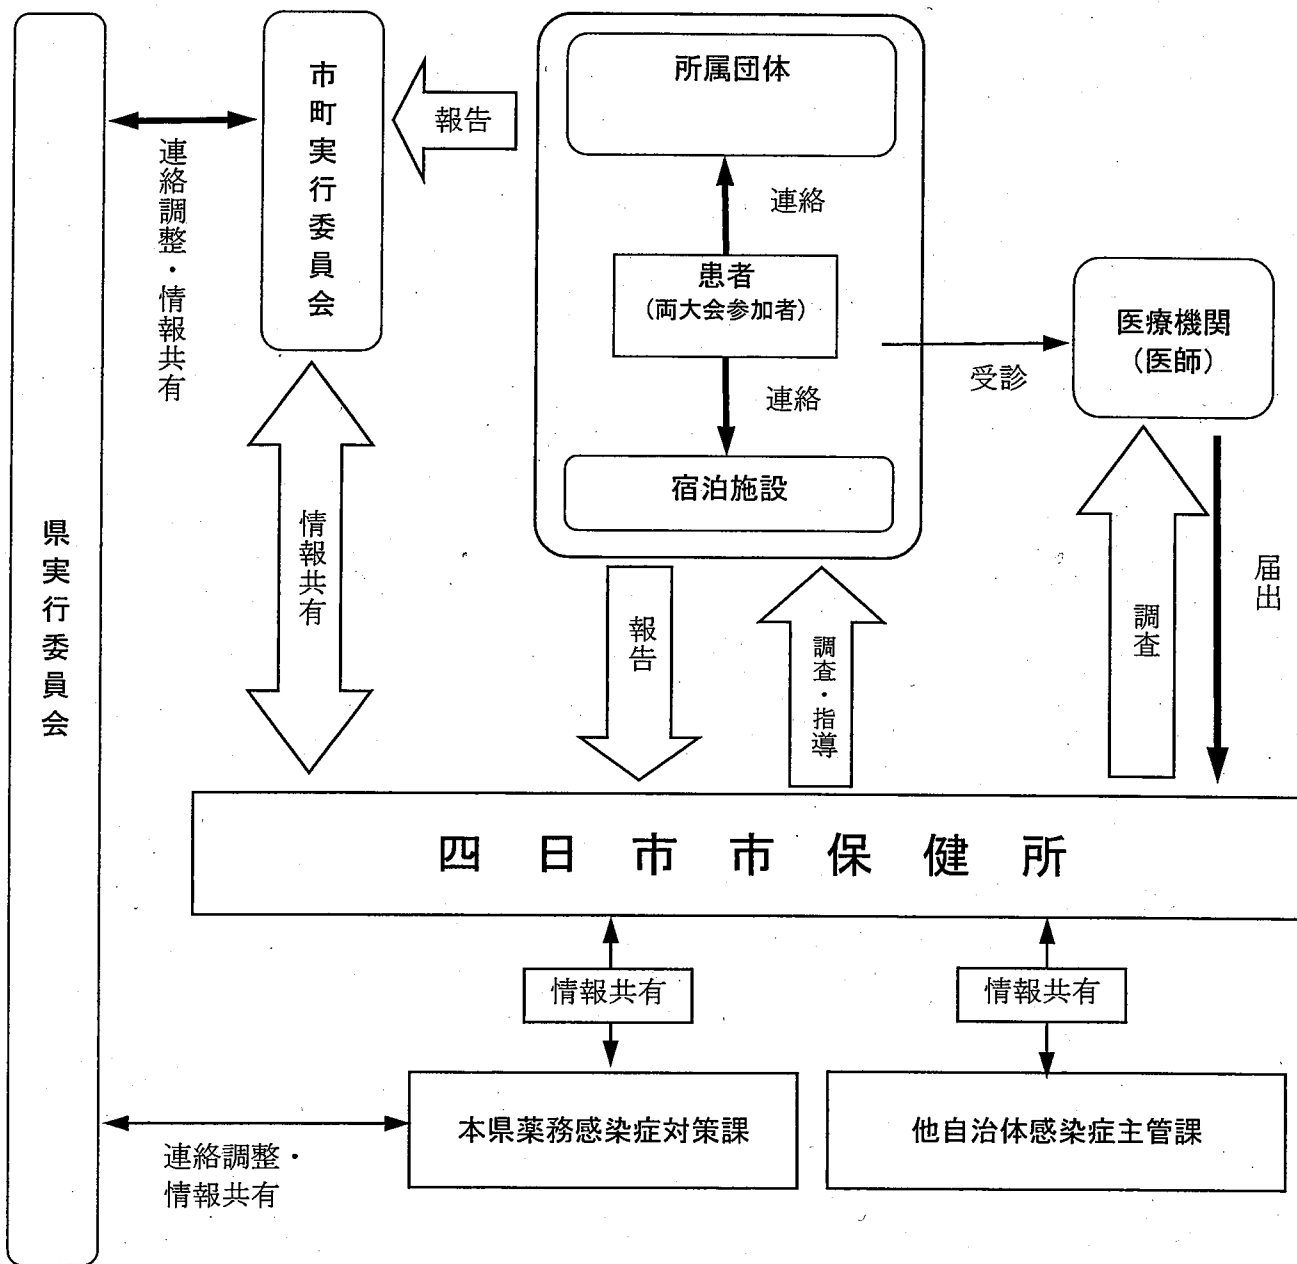 県実行委員会
連絡調整・情報共有
市町実行委員会
報告
所属団体
連絡
患者
(両大会参加者)
連絡
宿泊施設
受診
医療機関
(医師)
情報共有
報告
調査・指導
調査
届出
四日市市保健所
情報共有
情報共有
本県薬務感染症対策課
他自治体感染症主管課
連絡調整・
情報共有